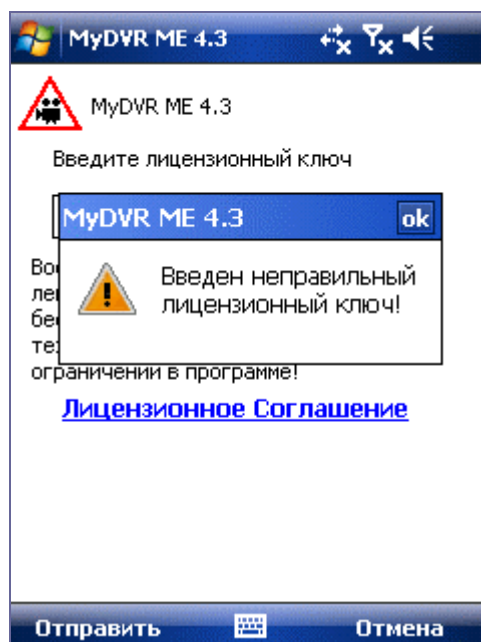 MyDVR ME 4.3
MyDVR ME 4.3
Введите лицензионный ключ
MyDVR ME 4.3 ok
Введен неправильный
лицензионный ключ!
ограничений в программе!
Лицензионное Соглашение
Отправить Отмена